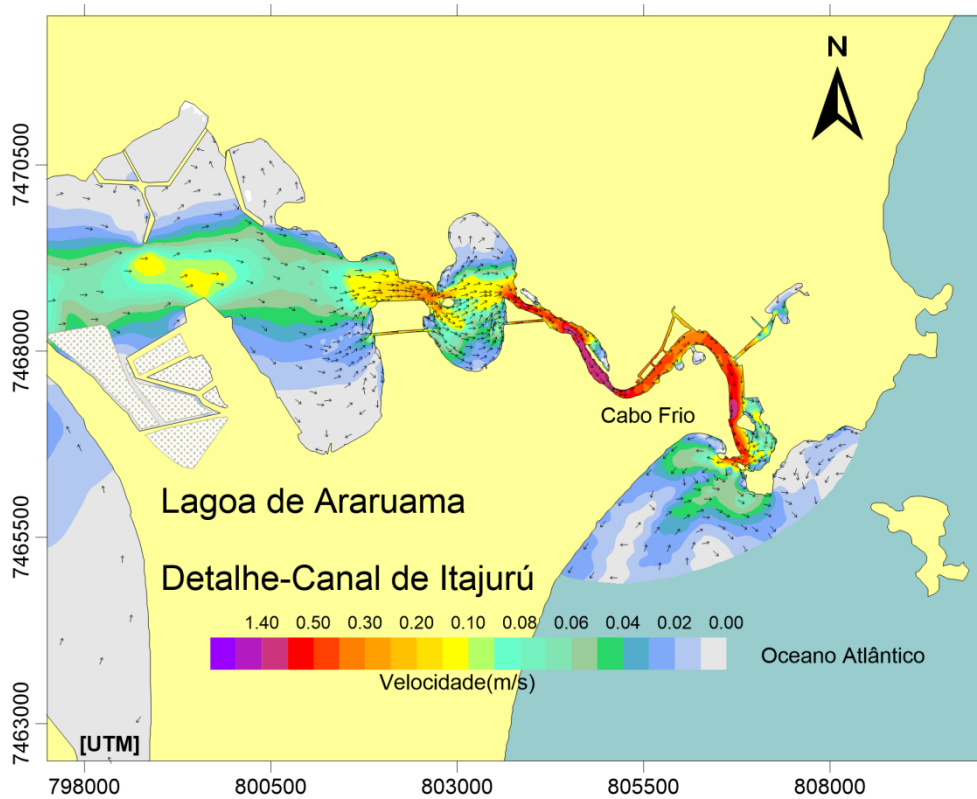 N
7470500
7468000
7465500
7463000
Cabo Frio
Lagoa de Araruama
Detalhe-Canal de Itajurú
1.40 0.50 0.30 0.20 0.10 0.08 0.06 0.04 0.02 0.00
Velocidade(m/s)
Oceano Atlântico
[UTM]
798000 800500 803000 805500 808000